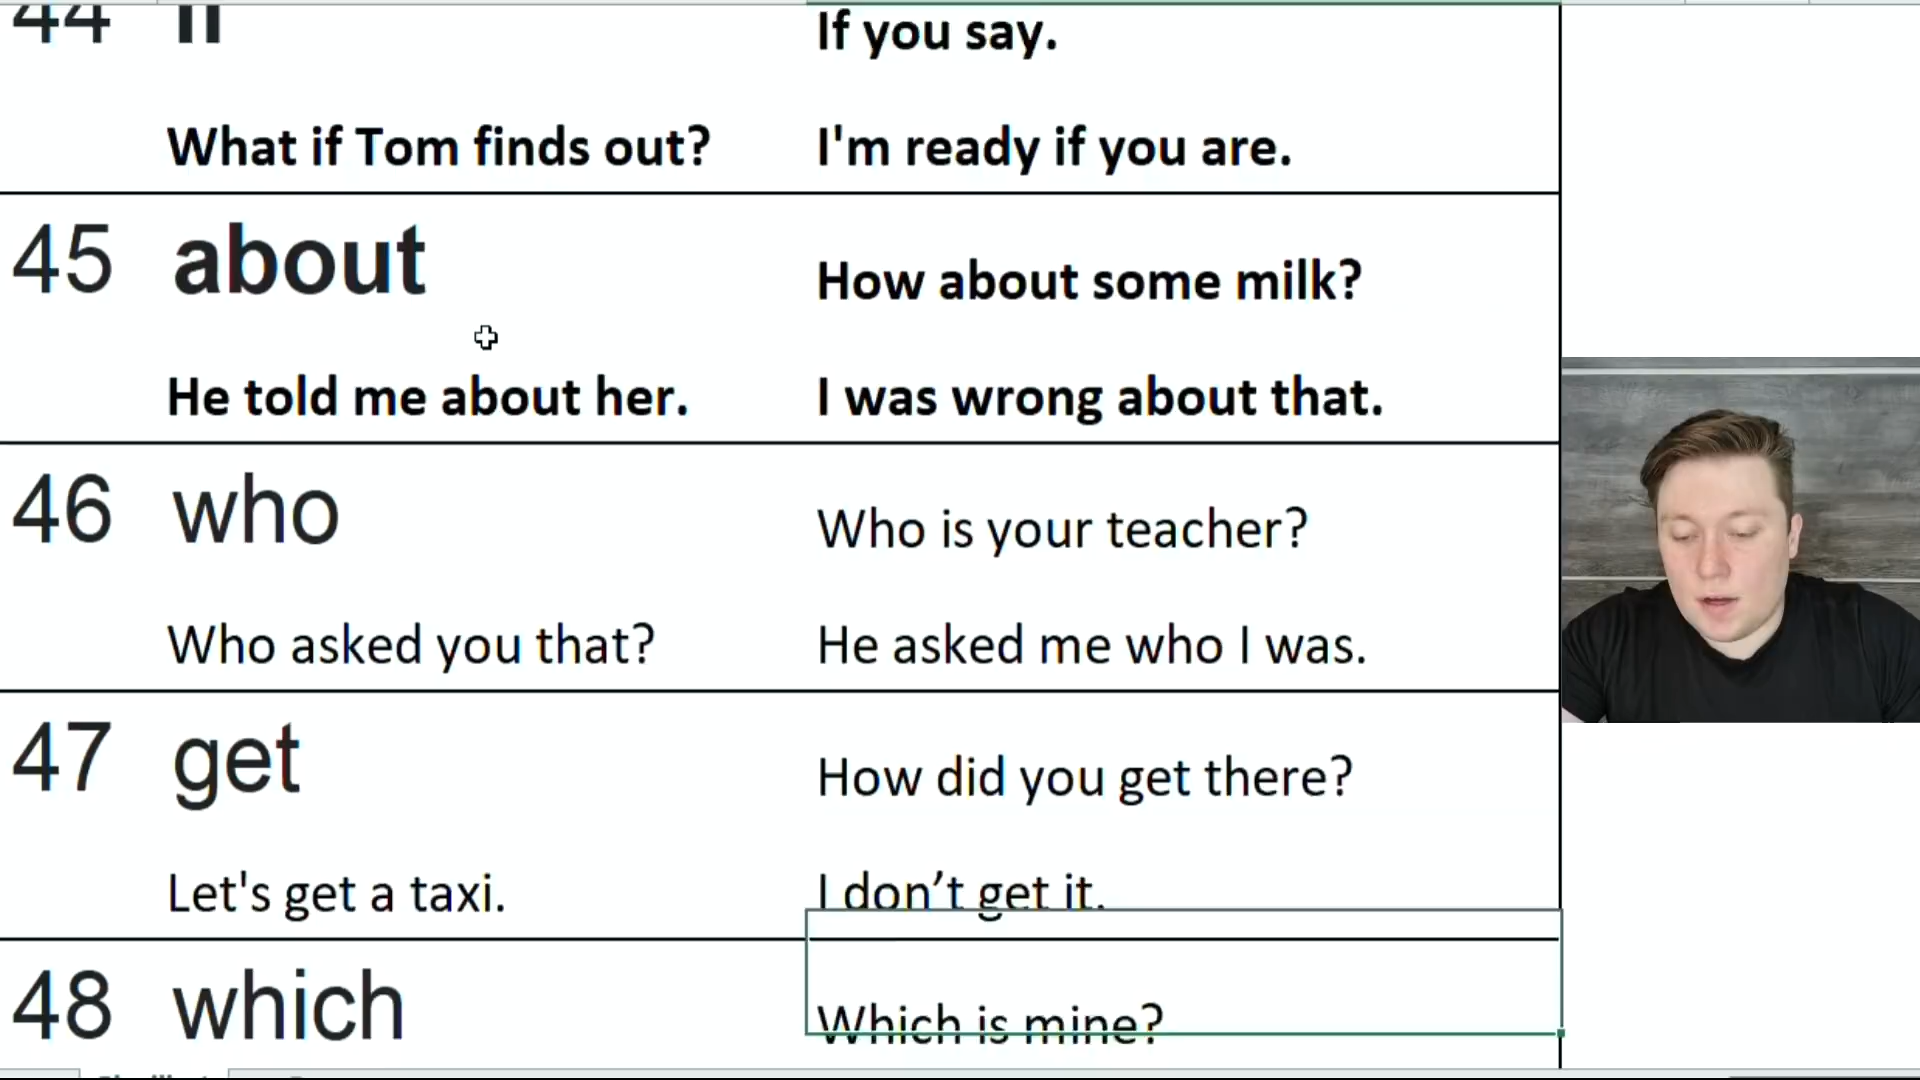 44 if
If you say.
What if Tom finds out?
I'm ready if you are.
45 about
How about some milk?
He told me about her.
I was wrong about that.
46 who
Who is your teacher?
Who asked you that?
He asked me who I was.
47 get
How did you get there?
Let's get a taxi.
I don’t get it.
48 which
Which is mine?